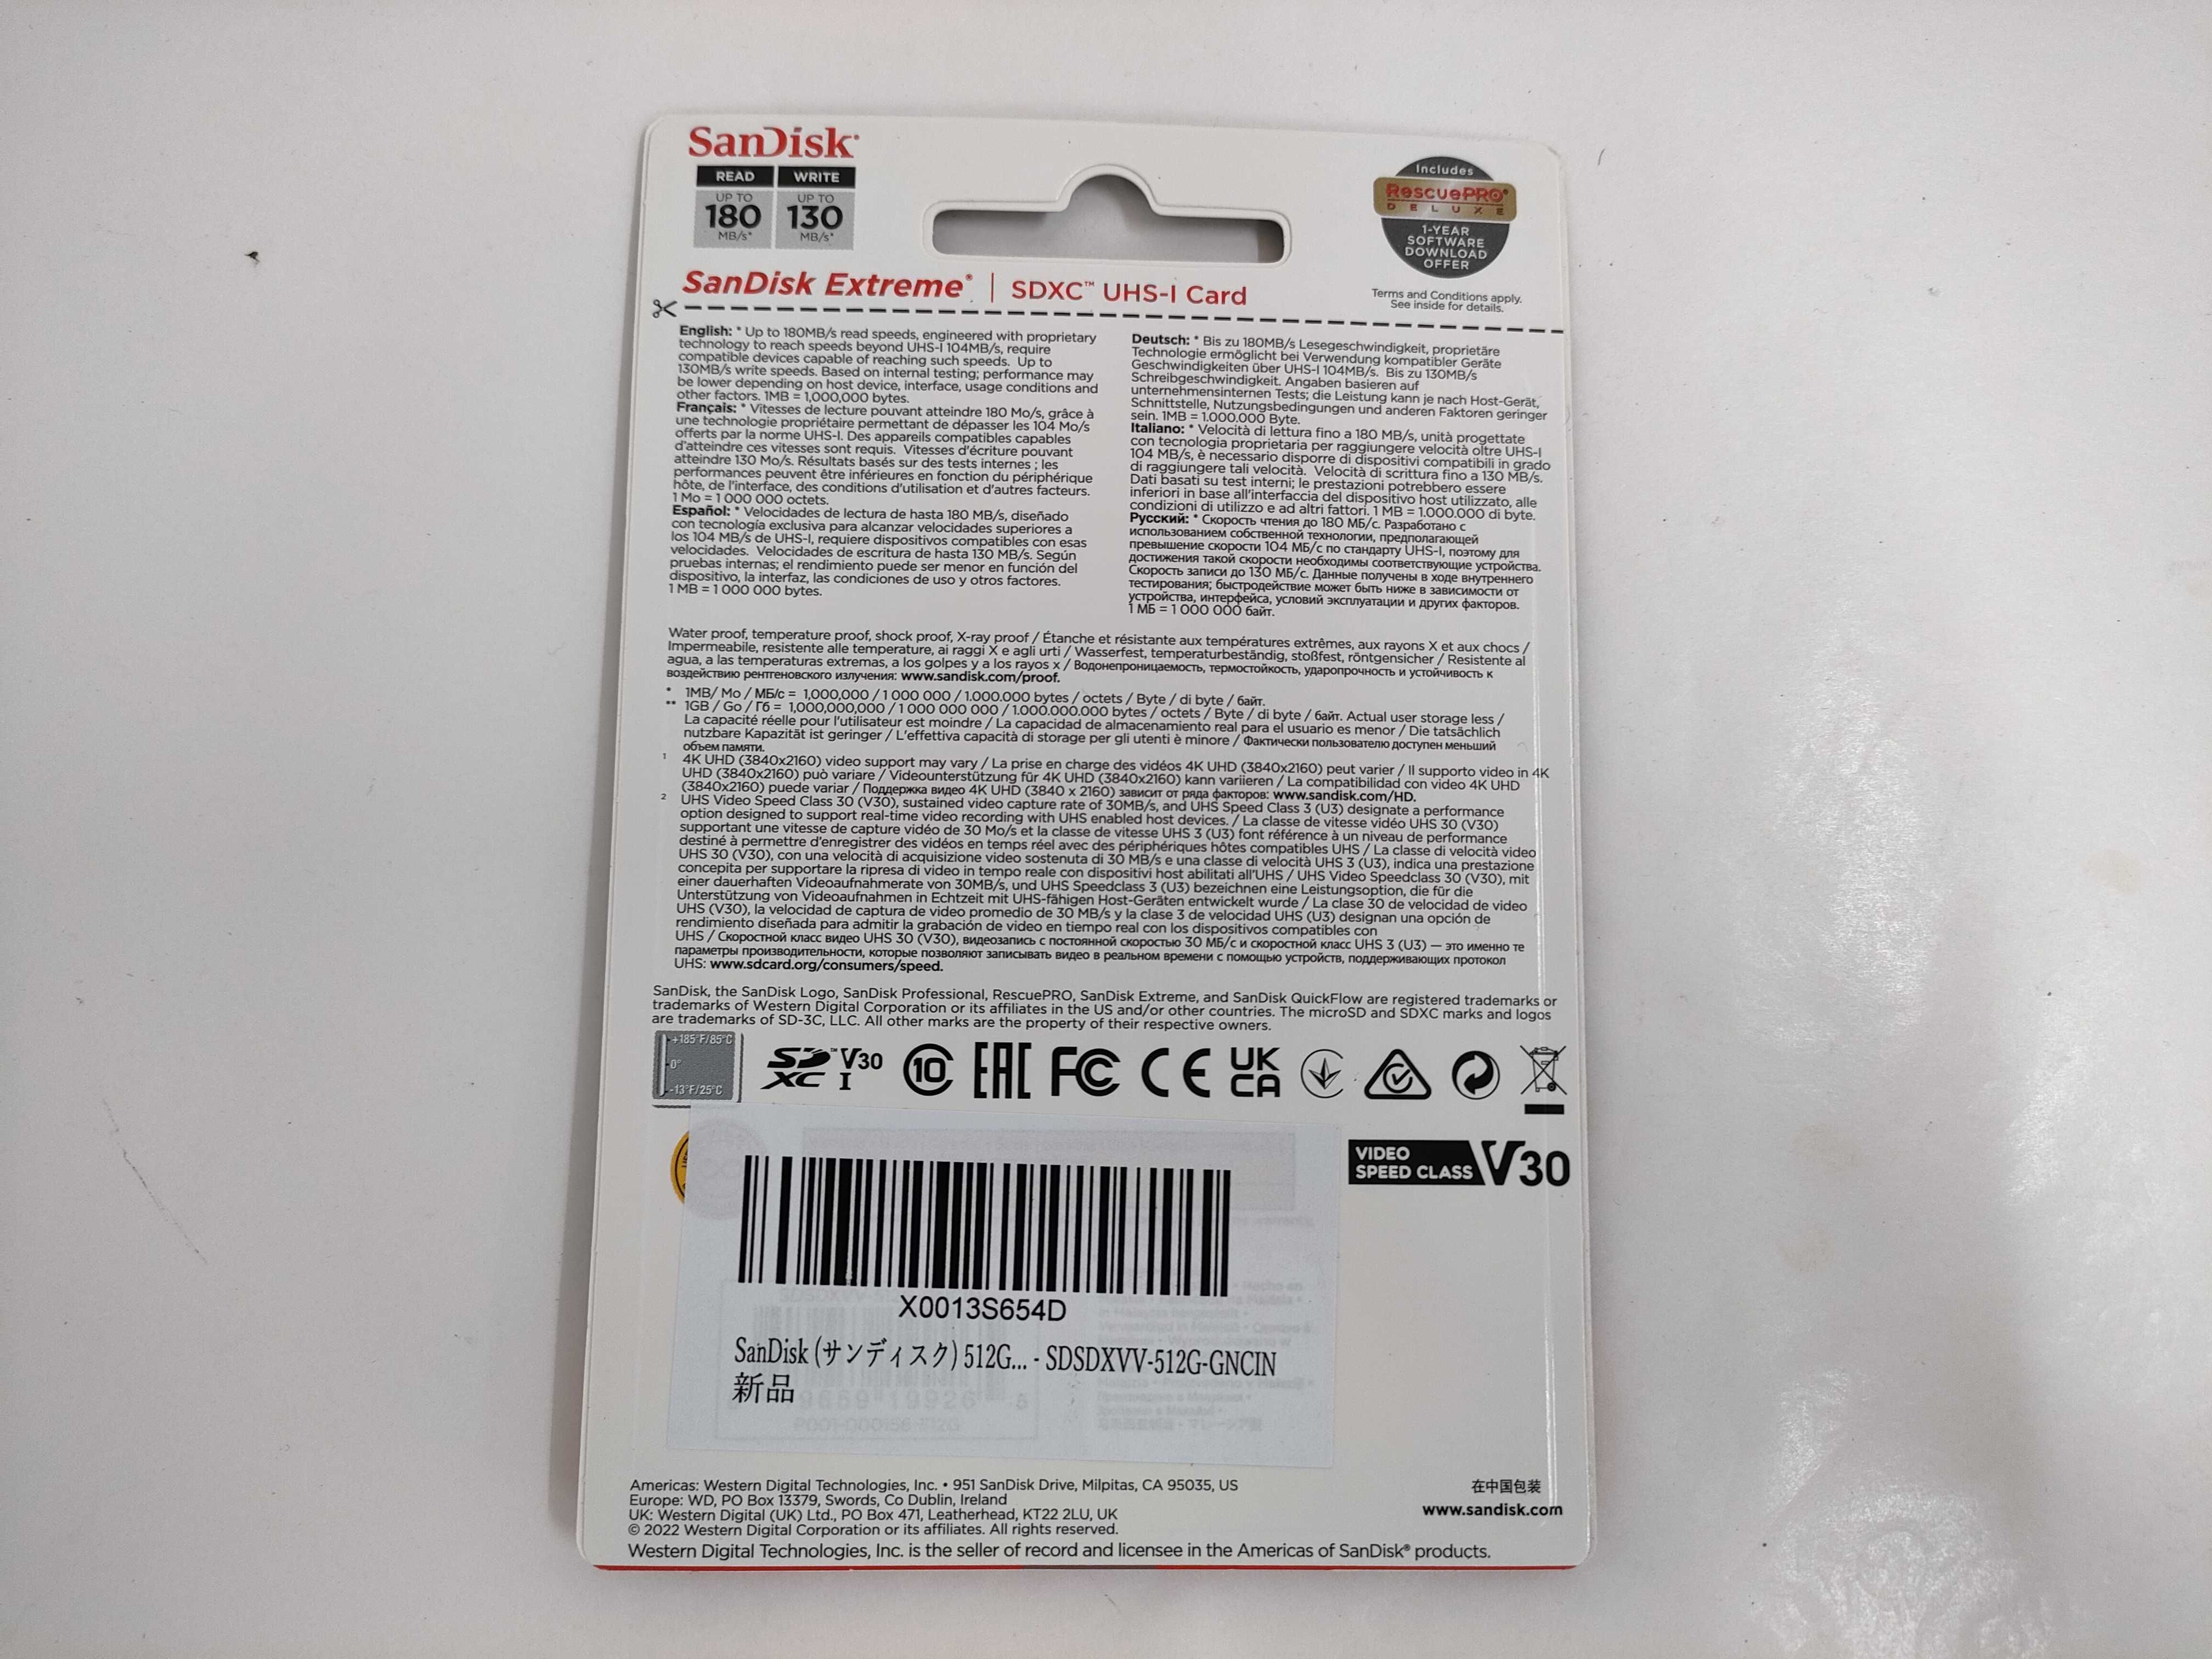 SanDisk®
READ WRITE
UP TO UP TO
180 130
MB/s* MB/s*
Includes
RescuePRO®
DELUXE
1-YEAR
SOFTWARE
DOWNLOAD
OFFER
Terms and Conditions apply.
See inside for details.
SanDisk Extreme® | SDXC™ UHS-I Card
English: * Up to 180MB/s read speeds, engineered with proprietary
technology to reach speeds beyond UHS-I 104MB/s, require
compatible devices capable of reaching such speeds. Up to
130MB/s write speeds. Based on internal testing; performance may
be lower depending on host device, interface, usage conditions and
other factors. 1MB = 1,000,000 bytes.
Français: * Vitesses de lecture pouvant atteindre 180 Mo/s, grâce à
une technologie propriétaire permettant de dépasser les 104 Mo/s
offerts par la norme UHS-I. Des appareils compatibles capables
d'atteindre ces vitesses sont requis. Vitesses d'écriture pouvant
atteindre 130 Mo/s. Résultats basés sur des tests internes ; les
performances peuvent être inférieures en fonction du périphérique
hôte, de l'interface, des conditions d'utilisation et d'autres facteurs.
1 Mo = 1 000 000 octets.
Español: * Velocidades de lectura de hasta 180 MB/s, diseñado
con tecnología exclusiva para alcanzar velocidades superiores a
los 104 MB/s de UHS-I, requiere dispositivos compatibles con esas
velocidades. Velocidades de escritura de hasta 130 MB/s. Según
pruebas internas; el rendimiento puede ser menor en función del
dispositivo, la interfaz, las condiciones de uso y otros factores.
1 MB = 1 000 000 bytes.
Deutsch: * Bis zu 180MB/s Lesegeschwindigkeit, proprietäre
Technologie ermöglicht bei Verwendung kompatibler Geräte
Geschwindigkeiten über UHS-I 104MB/s. Bis zu 130MB/s
Schreibgeschwindigkeit. Angaben basieren auf
unternehmensinternen Tests; die Leistung kann je nach Host-Gerät,
Schnittstelle, Nutzungsbedingungen und anderen Faktoren geringer
sein. 1MB = 1.000.000 Byte.
Italiano: * Velocità di lettura fino a 180 MB/s, unità progettate
con tecnologia proprietaria per raggiungere velocità oltre UHS-I
104 MB/s, è necessario disporre di dispositivi compatibili in grado
di raggiungere tali velocità. Velocità di scrittura fino a 130 MB/s.
Dati basati su test interni; le prestazioni potrebbero essere
inferiori in base all'interfaccia del dispositivo host utilizzato, alle
condizioni di utilizzo e ad altri fattori. 1 MB = 1.000.000 di byte.
Русский: * Скорость чтения до 180 МБ/с. Разработано с
использованием собственной технологии, предполагающей
превышение скорости 104 МБ/с по стандарту UHS-I, поэтому для
достижения такой скорости необходимы соответствующие устройства.
Скорость записи до 130 МБ/с. Данные получены в ходе внутреннего
тестирования; быстродействие может быть ниже в зависимости от
устройства, интерфейса, условий эксплуатации и других факторов.
1 МБ = 1 000 000 байт.
Water proof, temperature proof, shock proof, X-ray proof / Étanche et résistante aux températures extrêmes, aux rayons X et aux chocs /
Impermeabile, resistente alle temperature, ai raggi X e agli urti / Wasserfest, temperaturbeständig, stoßfest, röntgensicher / Resistente al
agua, a las temperaturas extremas, a los golpes y a los rayos x / Водонепроницаемость, термостойкость, ударопрочность и устойчивость к
воздействию рентгеновского излучения: www.sandisk.com/proof.
* 1MB/ Mo / МБ/с = 1,000,000 / 1 000 000 / 1.000.000 bytes / octets / Byte / di byte / байт.
** 1GB / Go / Гб = 1,000,000,000 / 1 000 000 000 / 1.000.000.000 bytes / octets / Byte / di byte / байт. Actual user storage less /
La capacité réelle pour l'utilisateur est moindre / La capacidad de almacenamiento real para el usuario es menor / Die tatsächlich
nutzbare Kapazität ist geringer / L'effettiva capacità di storage per gli utenti è minore / Фактически пользователю доступен меньший
объем памяти.
1 4K UHD (3840x2160) video support may vary / La prise en charge des vidéos 4K UHD (3840x2160) peut varier / Il supporto video in 4K
UHD (3840x2160) può variare / Videounterstützung für 4K UHD (3840x2160) kann variieren / La compatibilidad con video 4K UHD
(3840x2160) puede variar / Поддержка видео 4K UHD (3840 x 2160) зависит от ряда факторов: www.sandisk.com/HD.
2 UHS Video Speed Class 30 (V30), sustained video capture rate of 30MB/s, and UHS Speed Class 3 (U3) designate a performance
option designed to support real-time video recording with UHS enabled host devices. / La classe de vitesse vidéo UHS 30 (V30)
supportant une vitesse de capture vidéo de 30 Mo/s et la classe de vitesse UHS 3 (U3) font référence à un niveau de performance
destiné à permettre d'enregistrer des vidéos en temps réel avec des périphériques hôtes compatibles UHS / La classe di velocità video
UHS 30 (V30), con una velocità di acquisizione video sostenuta di 30 MB/s e una classe di velocità UHS 3 (U3), indica una prestazione
concepita per supportare la ripresa di video in tempo reale con dispositivi host abilitati all'UHS / UHS Video Speedclass 30 (V30), mit
einer dauerhaften Videoaufnahmerate von 30MB/s, und UHS Speedclass 3 (U3) bezeichnen eine Leistungsoption, die für die
Unterstützung von Videoaufnahmen in Echtzeit mit UHS-fähigen Host-Geräten entwickelt wurde / La clase 30 de velocidad de video
UHS (V30), la velocidad de captura de video promedio de 30 MB/s y la clase 3 de velocidad UHS (U3) designan una opción de
rendimiento diseñada para admitir la grabación de video en tiempo real con los dispositivos compatibles con
UHS / Скоростной класс видео UHS 30 (V30), видеозапись с постоянной скоростью 30 МБ/с и скоростной класс UHS 3 (U3) — это именно те
параметры производительности, которые позволяют записывать видео в реальном времени с помощью устройств, поддерживающих протокол
UHS: www.sdcard.org/consumers/speed.
SanDisk, the SanDisk Logo, SanDisk Professional, RescuePRO, SanDisk Extreme, and SanDisk QuickFlow are registered trademarks or
trademarks of Western Digital Corporation or its affiliates in the US and/or other countries. The microSD and SDXC marks and logos
are trademarks of SD-3C, LLC. All other marks are the property of their respective owners.
+185°F/85°C
0°
-13°F/25°C
SD XC I ™ V30 10 EAC FC CE UK CA
VIDEO
SPEED CLASS V30
X0013S654D
SanDisk (サンディスク) 512G... - SDSDXVV-512G-GNCIN
新品
Americas: Western Digital Technologies, Inc. • 951 SanDisk Drive, Milpitas, CA 95035, US
Europe: WD, PO Box 13379, Swords, Co Dublin, Ireland
UK: Western Digital (UK) Ltd., PO Box 471, Leatherhead, KT22 2LU, UK
© 2022 Western Digital Corporation or its affiliates. All rights reserved.
Western Digital Technologies, Inc. is the seller of record and licensee in the Americas of SanDisk® products.
在中国包装
www.sandisk.com